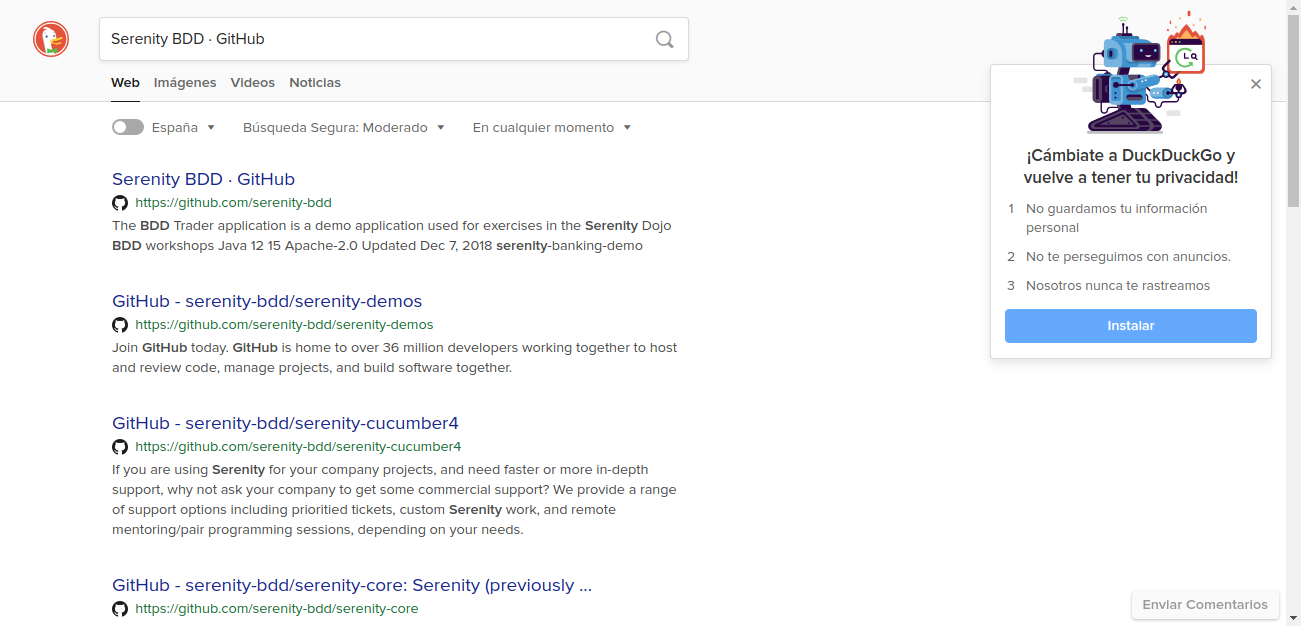 Serenity BDD · GitHub
Web Imágenes Videos Noticias
España Búsqueda Segura: Moderado En cualquier momento
Serenity BDD · GitHub
https://github.com/serenity-bdd
The BDD Trader application is a demo application used for exercises in the Serenity Dojo
BDD workshops Java 12 15 Apache-2.0 Updated Dec 7, 2018 serenity-banking-demo
GitHub - serenity-bdd/serenity-demos
https://github.com/serenity-bdd/serenity-demos
Join GitHub today. GitHub is home to over 36 million developers working together to host
and review code, manage projects, and build software together.
GitHub - serenity-bdd/serenity-cucumber4
https://github.com/serenity-bdd/serenity-cucumber4
If you are using Serenity for your company projects, and need faster or more in-depth
support, why not ask your company to get some commercial support? We provide a range
of support options including prioritied tickets, custom Serenity work, and remote
mentoring/pair programming sessions, depending on your needs.
GitHub - serenity-bdd/serenity-core: Serenity (previously ...
https://github.com/serenity-bdd/serenity-core
¡Cámbiate a DuckDuckGo y
vuelve a tener tu privacidad!
1 No guardamos tu información
personal
2 No te perseguimos con anuncios.
3 Nosotros nunca te rastreamos
Instalar
Enviar Comentarios